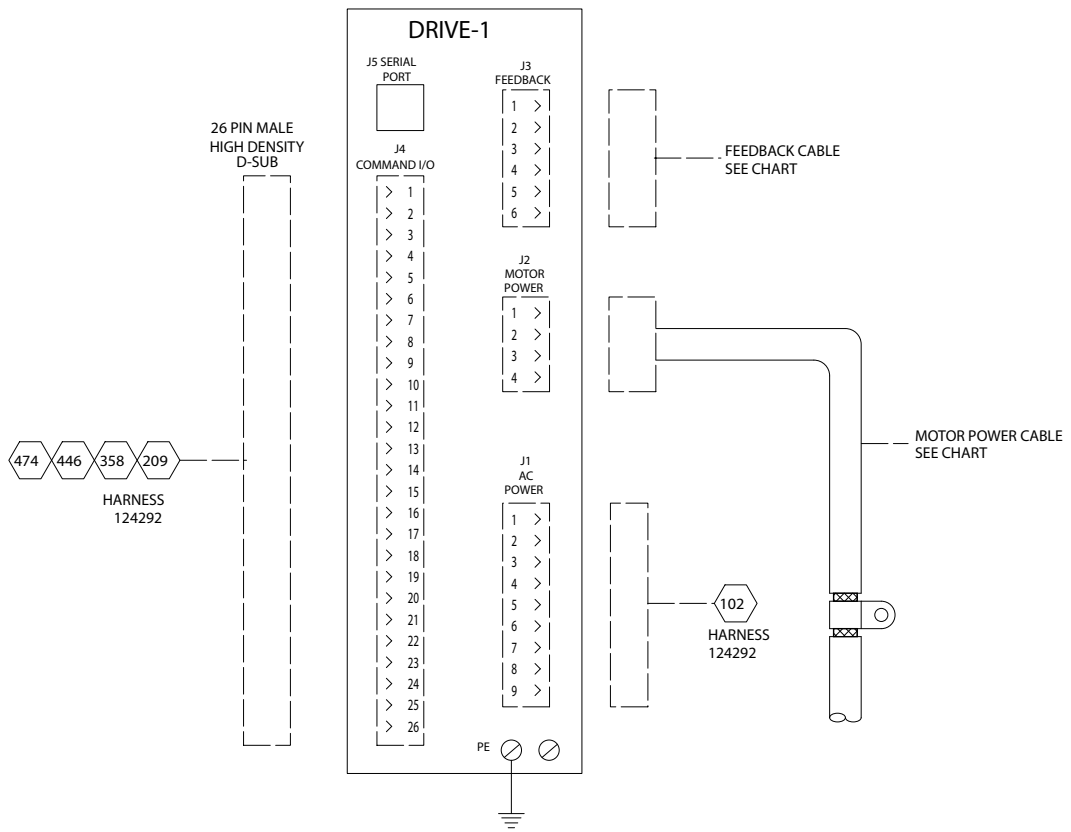 DRIVE-1
J5 SERIAL
PORT
J3
FEEDBACK
1
2
3
4
5
6
FEEDBACK CABLE
SEE CHART
26 PIN MALE
HIGH DENSITY
D-SUB
J4
COMMAND I/O
1
2
3
4
5
6
7
8
9
10
11
12
13
14
15
16
17
18
19
20
21
22
23
24
25
26
J2
MOTOR
POWER
1
2
3
4
MOTOR POWER CABLE
SEE CHART
474 446 358 209
HARNESS
124292
J1
AC
POWER
1
2
3
4
5
6
7
8
9
102
HARNESS
124292
PE